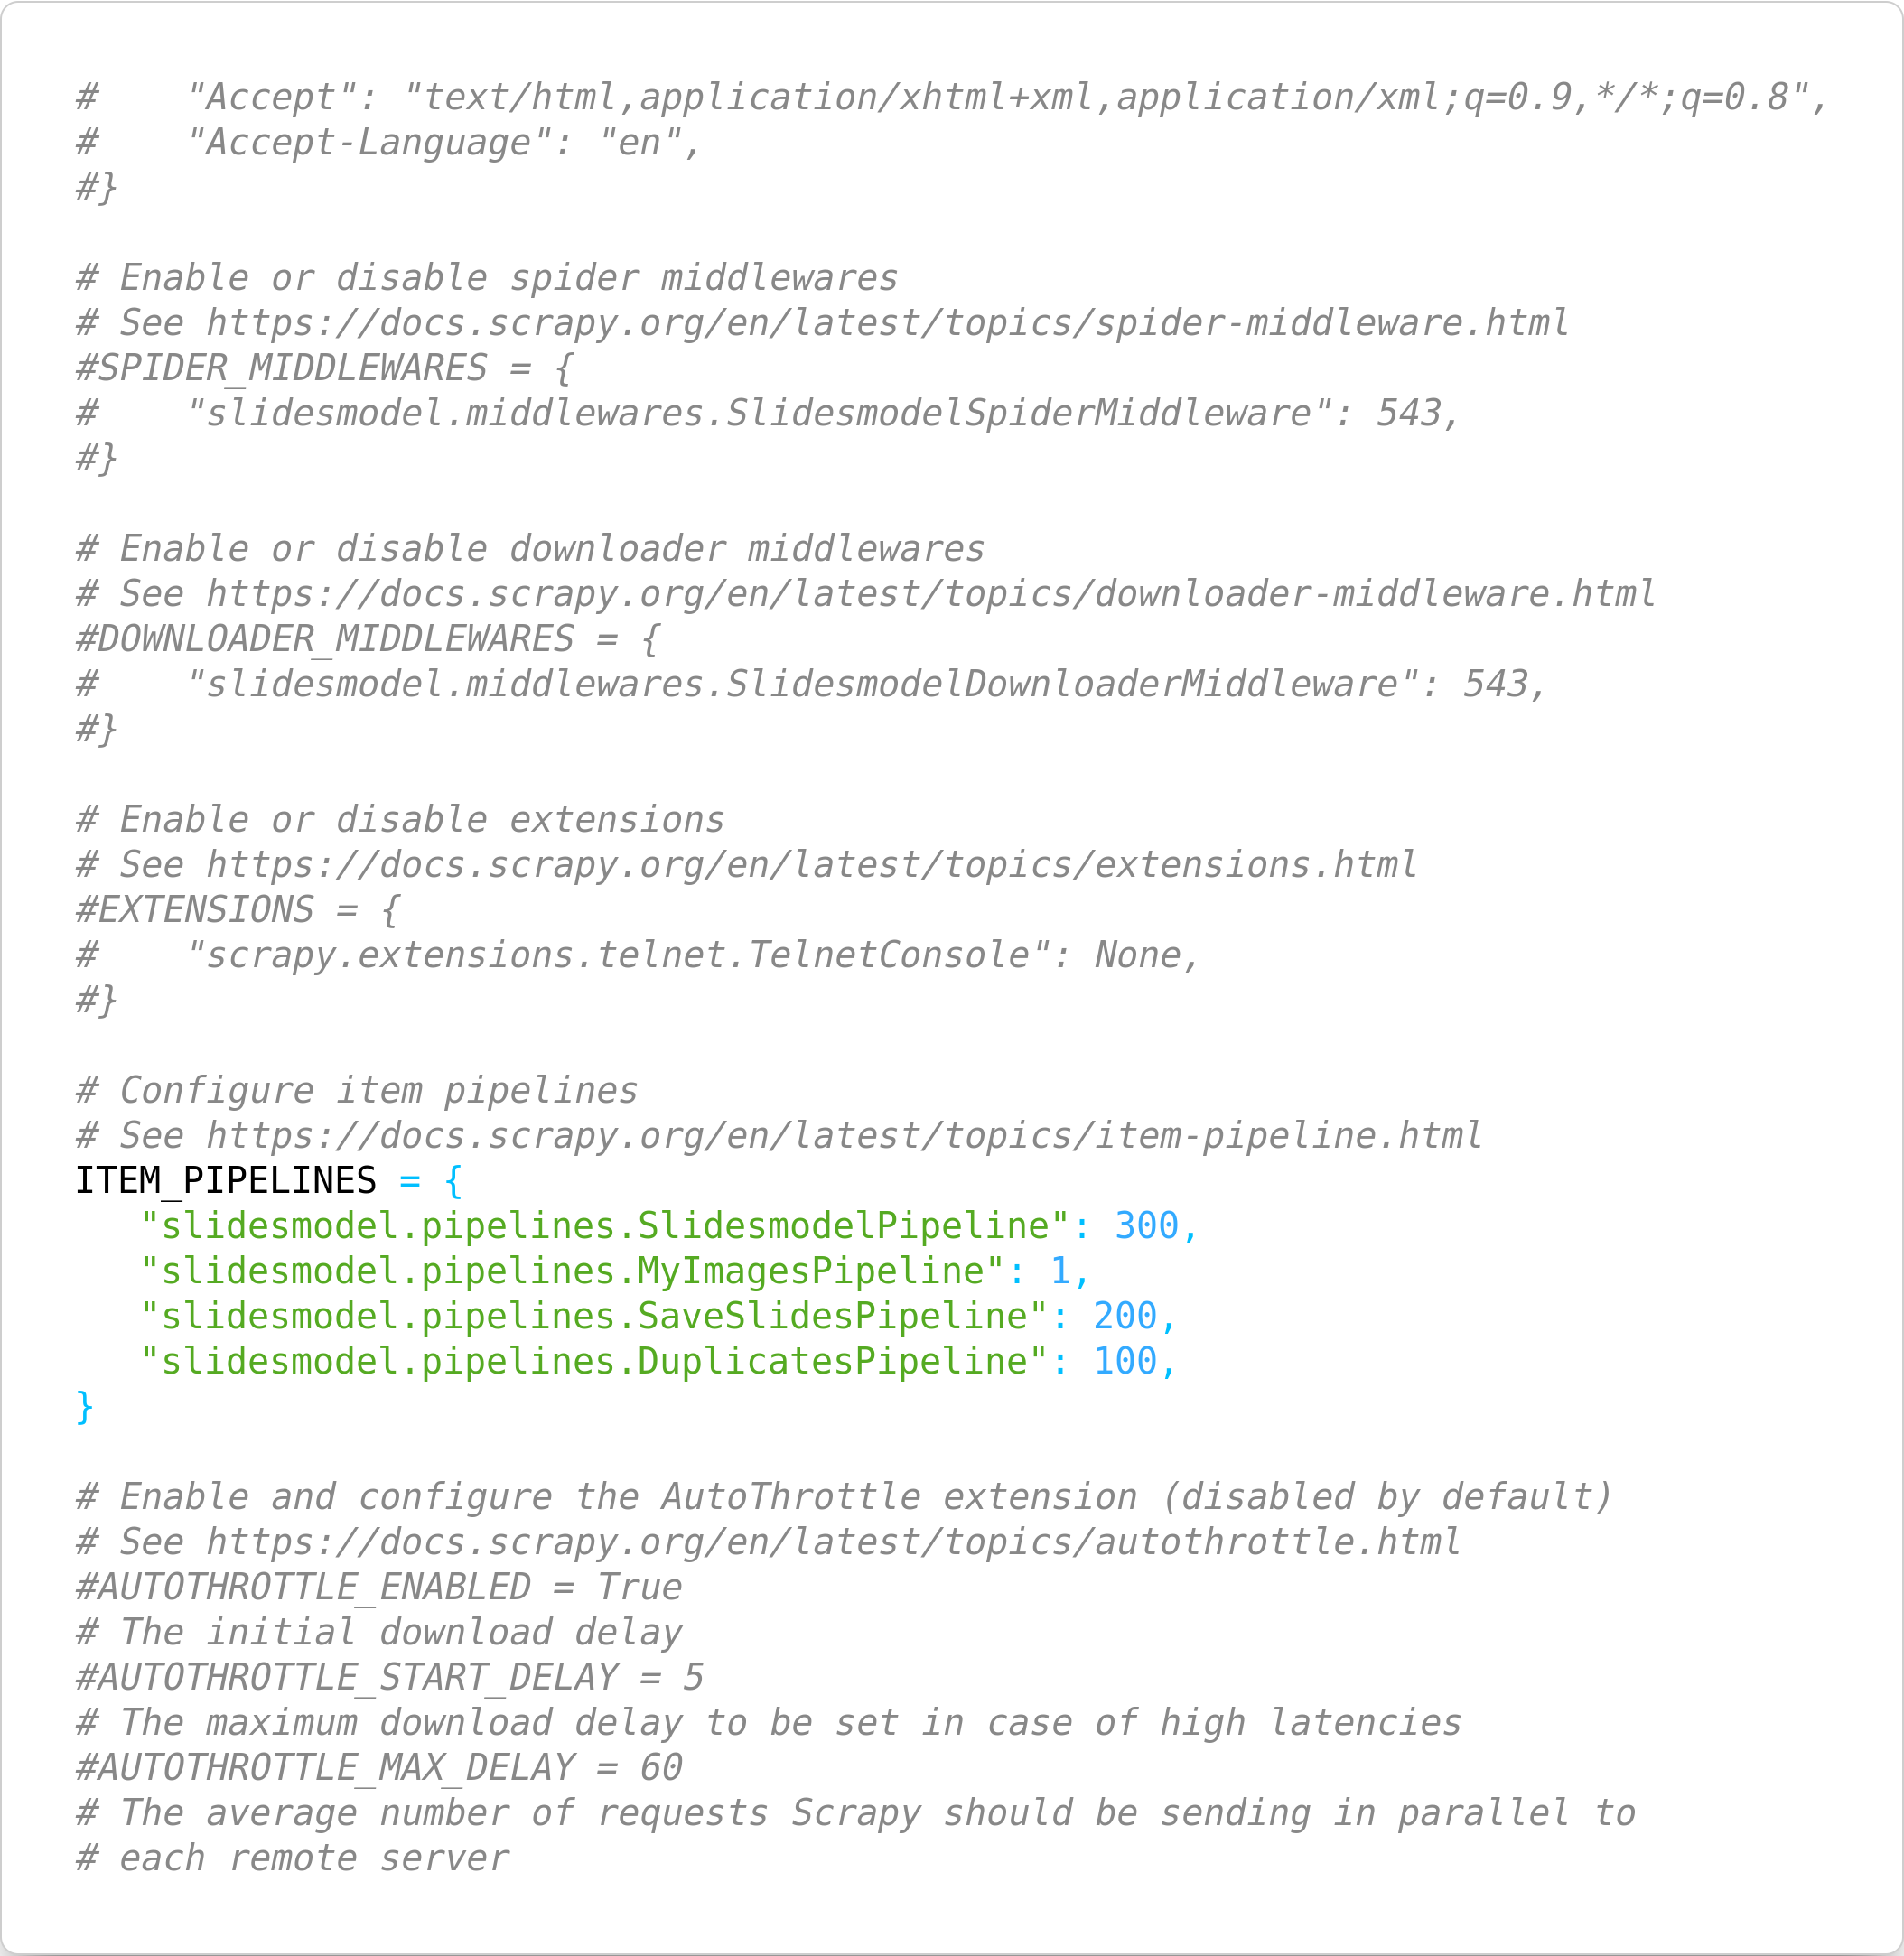 #    "Accept": "text/html,application/xhtml+xml,application/xml;q=0.9,*/*;q=0.8",
#    "Accept-Language": "en",
#}

# Enable or disable spider middlewares
# See https://docs.scrapy.org/en/latest/topics/spider-middleware.html
#SPIDER_MIDDLEWARES = {
#    "slidesmodel.middlewares.SlidesmodelSpiderMiddleware": 543,
#}

# Enable or disable downloader middlewares
# See https://docs.scrapy.org/en/latest/topics/downloader-middleware.html
#DOWNLOADER_MIDDLEWARES = {
#    "slidesmodel.middlewares.SlidesmodelDownloaderMiddleware": 543,
#}

# Enable or disable extensions
# See https://docs.scrapy.org/en/latest/topics/extensions.html
#EXTENSIONS = {
#    "scrapy.extensions.telnet.TelnetConsole": None,
#}

# Configure item pipelines
# See https://docs.scrapy.org/en/latest/topics/item-pipeline.html
ITEM_PIPELINES = {
   "slidesmodel.pipelines.SlidesmodelPipeline": 300,
   "slidesmodel.pipelines.MyImagesPipeline": 1,
   "slidesmodel.pipelines.SaveSlidesPipeline": 200,
   "slidesmodel.pipelines.DuplicatesPipeline": 100,
}

# Enable and configure the AutoThrottle extension (disabled by default)
# See https://docs.scrapy.org/en/latest/topics/autothrottle.html
#AUTOTHROTTLE_ENABLED = True
# The initial download delay
#AUTOTHROTTLE_START_DELAY = 5
# The maximum download delay to be set in case of high latencies
#AUTOTHROTTLE_MAX_DELAY = 60
# The average number of requests Scrapy should be sending in parallel to
# each remote server